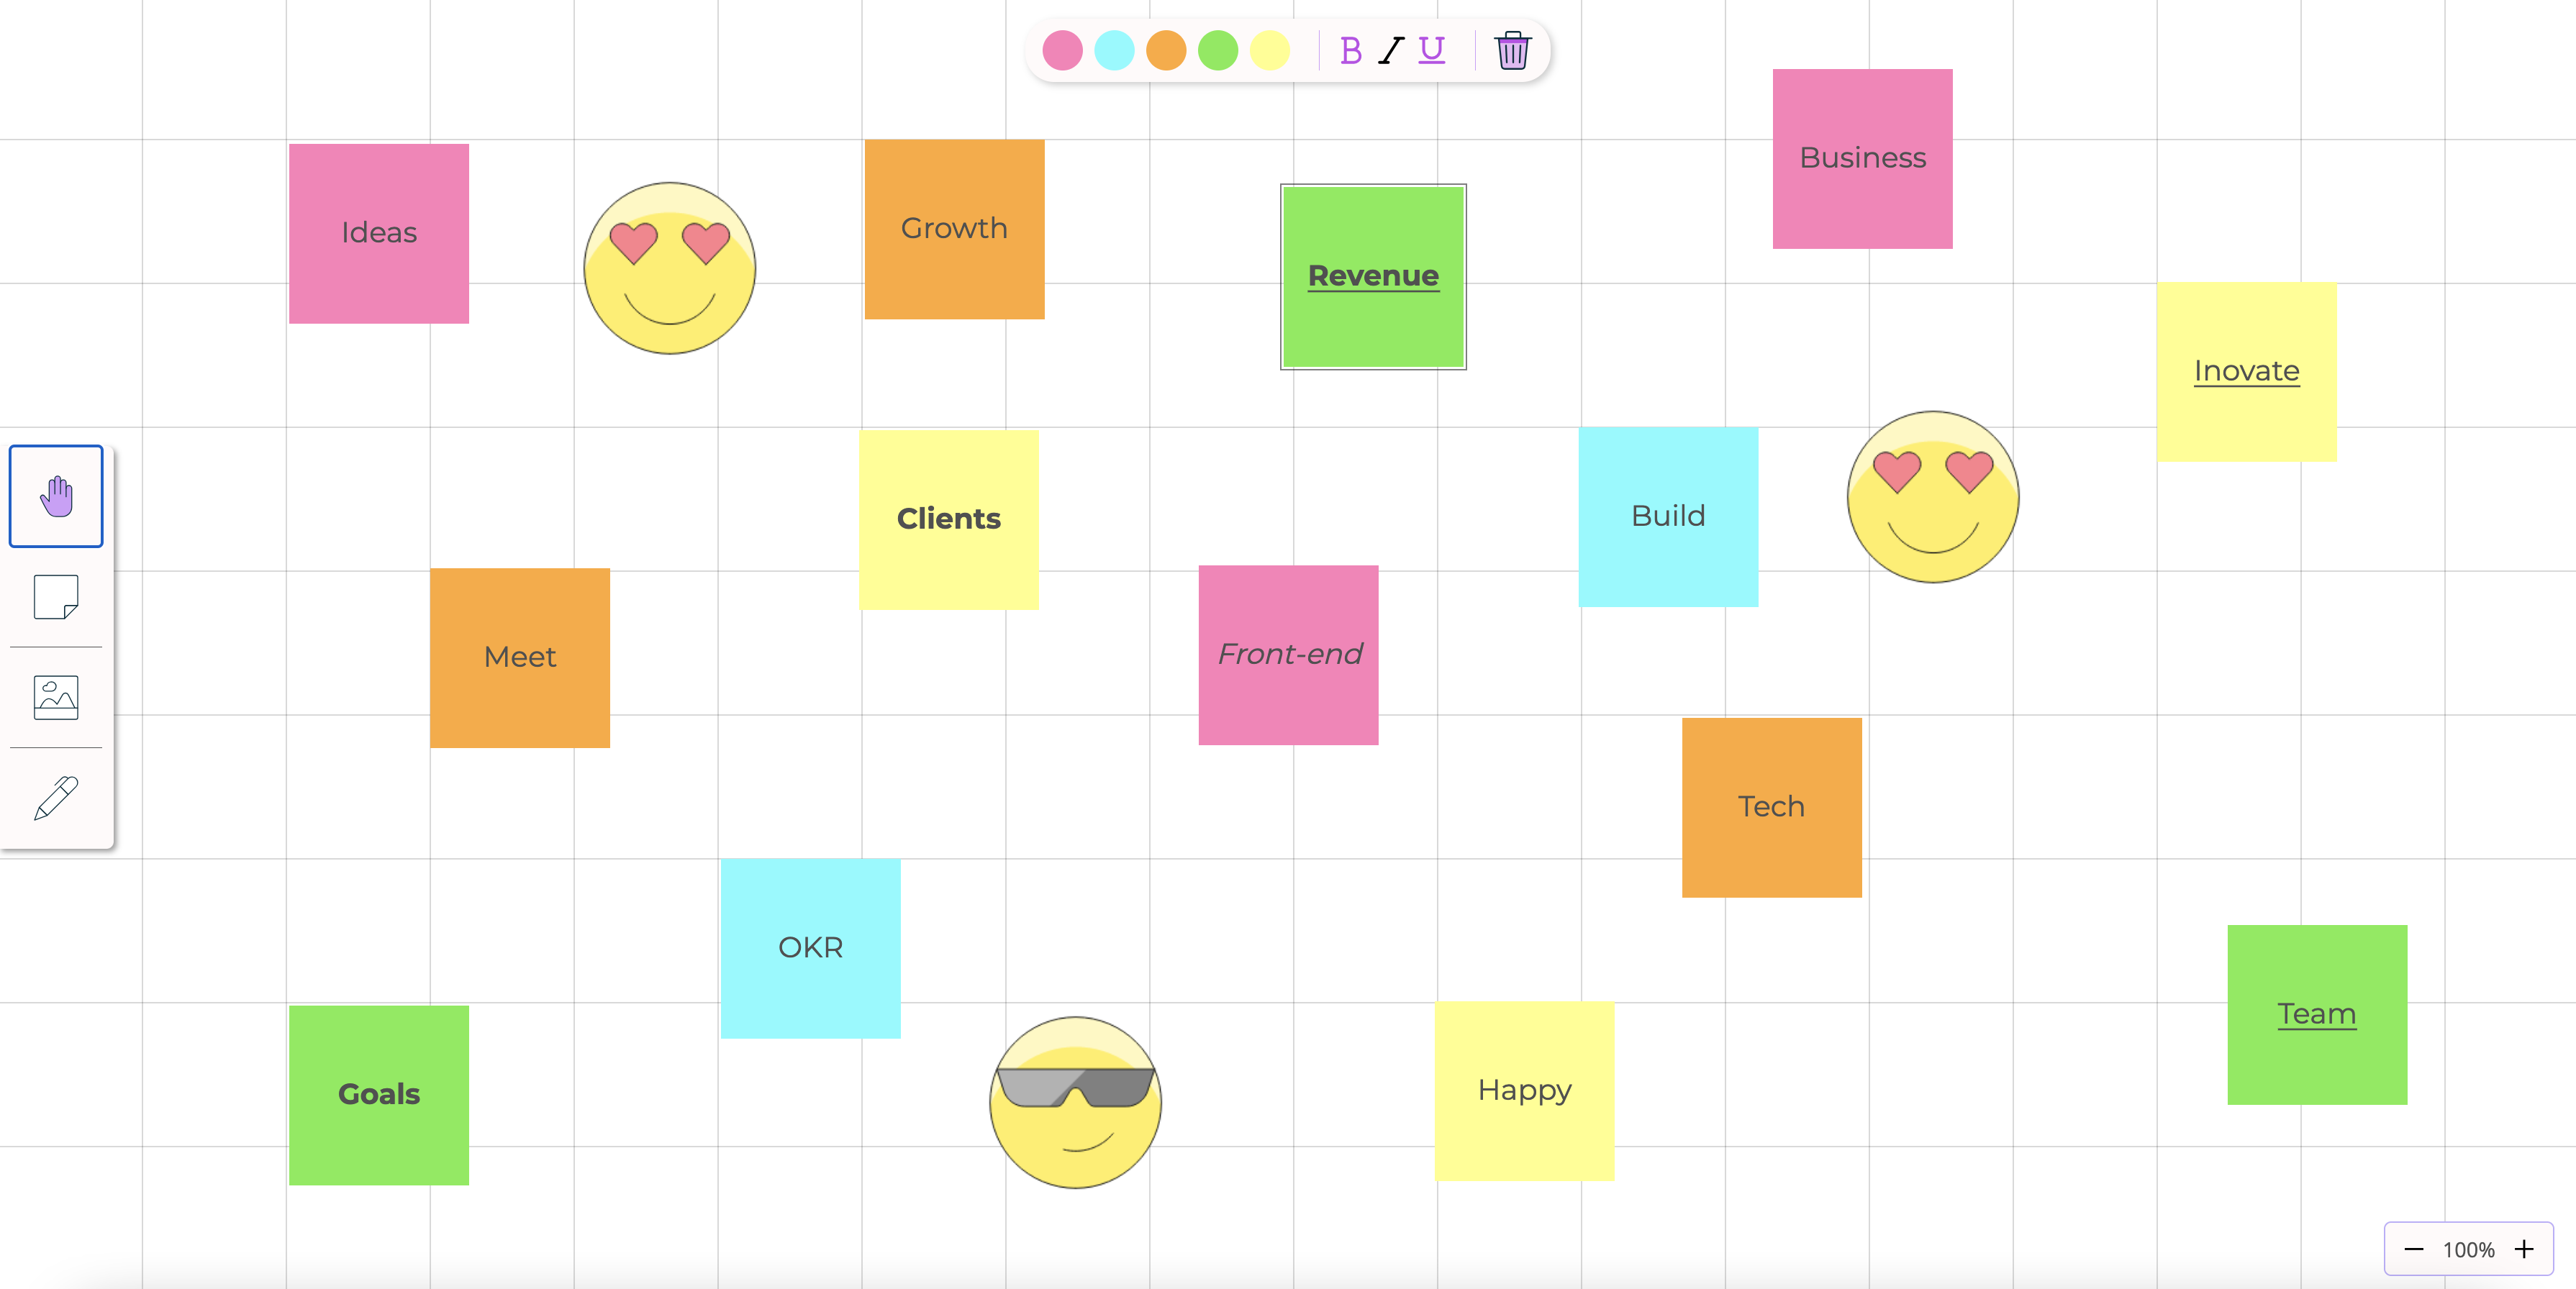 B I U
Business
Ideas
Growth
Revenue
Inovate
Clients
Build
Meet
Front-end
Tech
OKR
Team
Goals
Happy
− 100% +